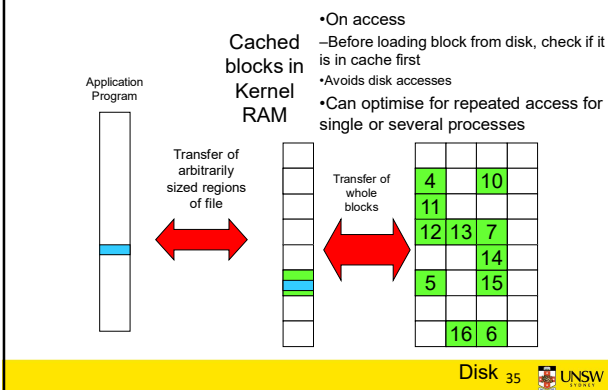 •On access
–Before loading block from disk, check if it
is in cache first
•Avoids disk accesses
•Can optimise for repeated access for
single or several processes
Cached
blocks in
Kernel
RAM
Application
Program
Transfer of
arbitrarily
sized regions
of file
Transfer of
whole
blocks
4 10
11
12 13 7
14
5 15
16 6
Disk 35 UNSW
SYDNEY